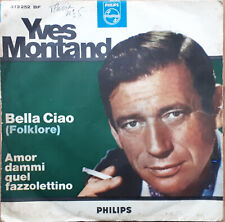 PHILIPS
Yves
Montand
Bella Ciao
(Folklore)
Amor
dammi
quel
fazzolettino
PHILIPS